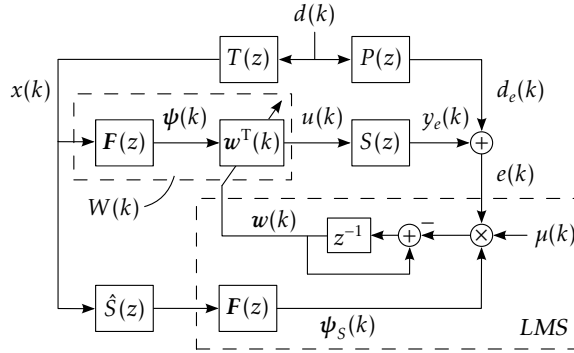 d(k)
T(z) P(z)
x(k) d_e(k)
ψ(k) u(k) y_e(k)
F(z) w^T(k) S(z) +
W(k) e(k)
w(k) −
z^{-1} + × μ(k)
Ŝ(z) F(z)
ψ_S(k) LMS